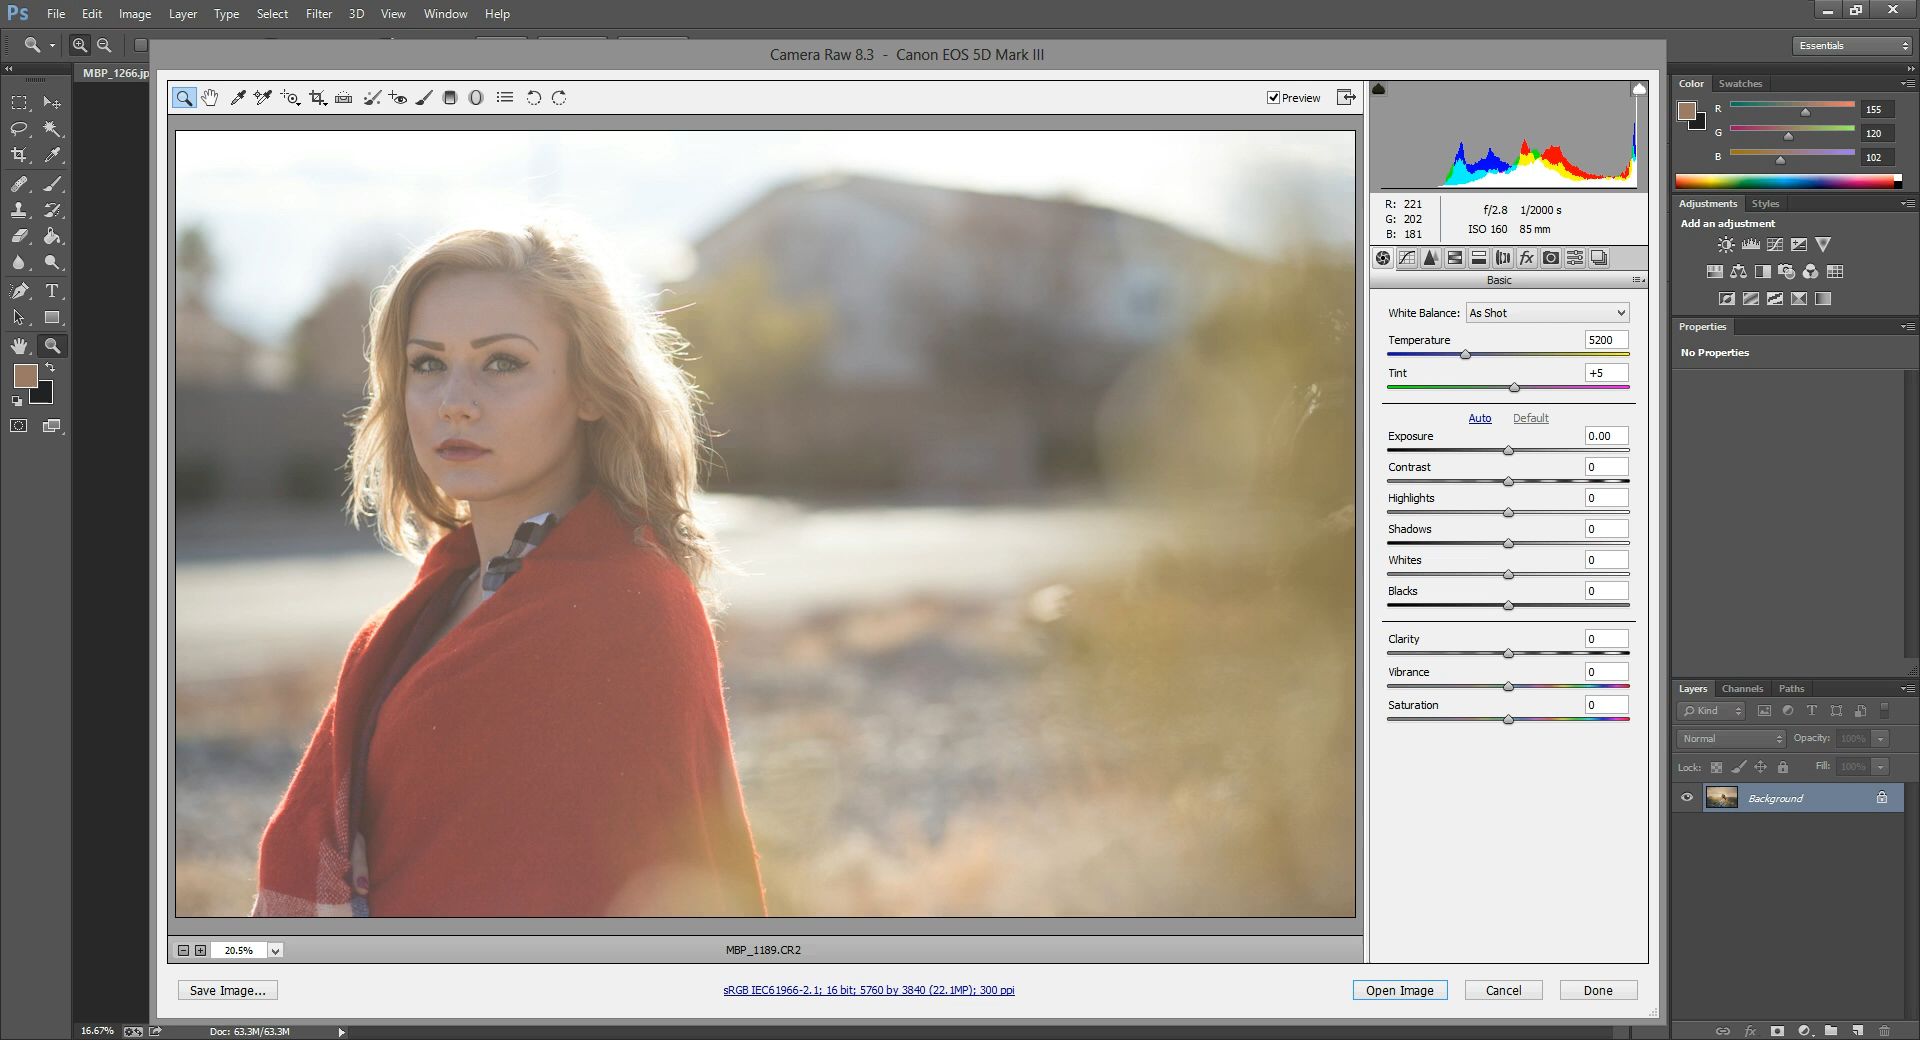 Ps File Edit Image Layer Type Select Filter 3D View Window Help
Essentials
MBP_1266.jp
Camera Raw 8.3 - Canon EOS 5D Mark III
Preview
R: 221
G: 202
B: 181
f/2.8 1/2000 s
ISO 160 85 mm
Basic
White Balance: As Shot
Temperature 5200
Tint +5
Auto Default
Exposure 0.00
Contrast 0
Highlights 0
Shadows 0
Whites 0
Blacks 0
Clarity 0
Vibrance 0
Saturation 0
20.5%
MBP_1189.CR2
Save Image...
sRGB IEC61966-2.1; 16 bit; 5760 by 3840 (22.1MP); 300 ppi
Open Image Cancel Done
16.67%
Doc: 63.3M/63.3M
Color Swatches
R 155
G 120
B 102
Adjustments Styles
Add an adjustment
Properties
No Properties
Layers Channels Paths
Kind
Normal Opacity: 100%
Lock: Fill: 100%
Background